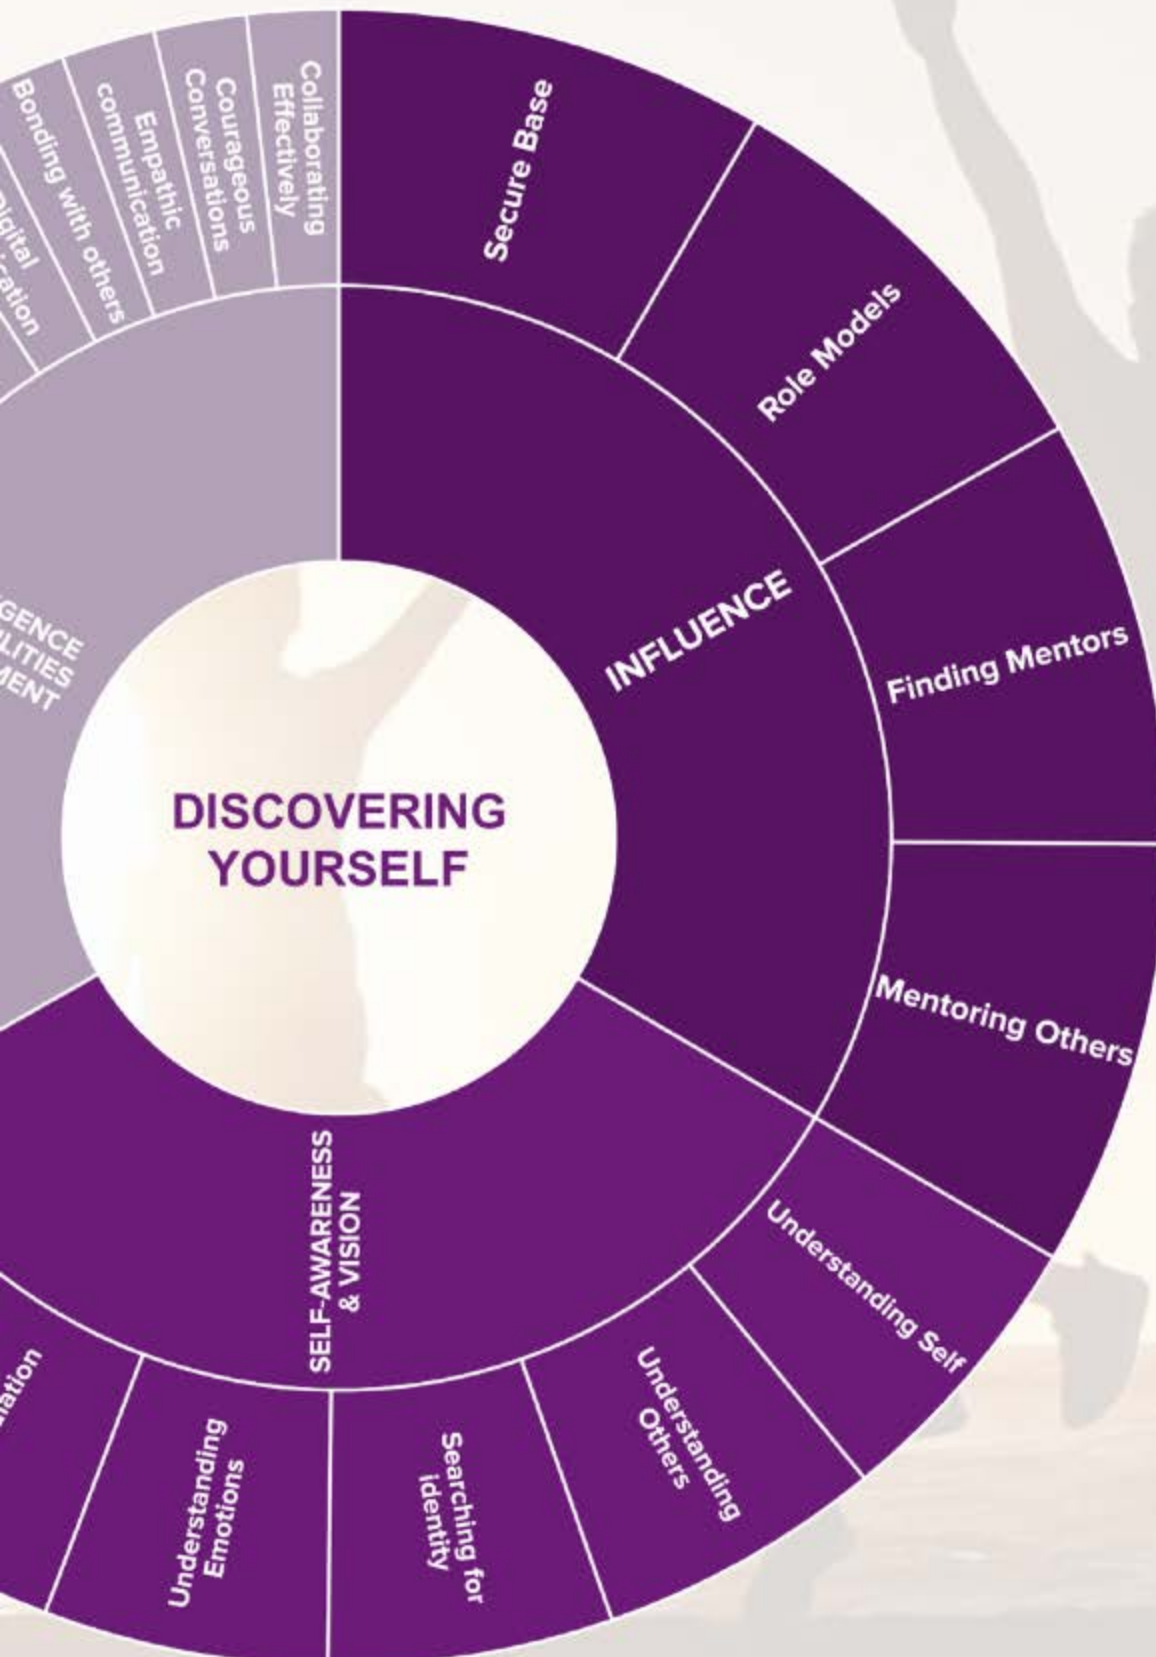 Collaborating
Effectively
Courageous
Conversations
Empathic
communication
Bonding with others
Secure Base
Role Models
Finding Mentors
Mentoring Others
INFLUENCE
DISCOVERING
YOURSELF
SELF-AWARENESS
& VISION
Understanding Self
Understanding
Others
Searching for
identity
Understanding
Emotions